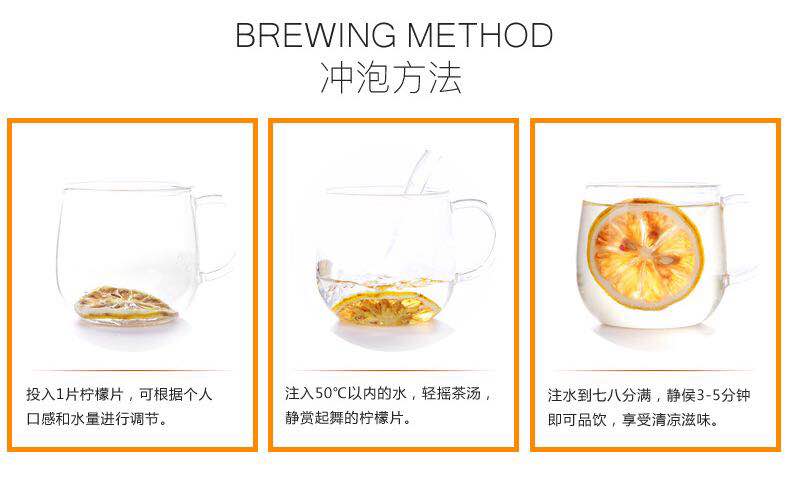 BREWING METHOD
冲泡方法
投入1片柠檬片，可根据个人
口感和水量进行调节。
注入50℃以内的水，轻摇茶汤，
静赏起舞的柠檬片。
注水到七八分满，静侯3-5分钟
即可品饮，享受清凉滋味。